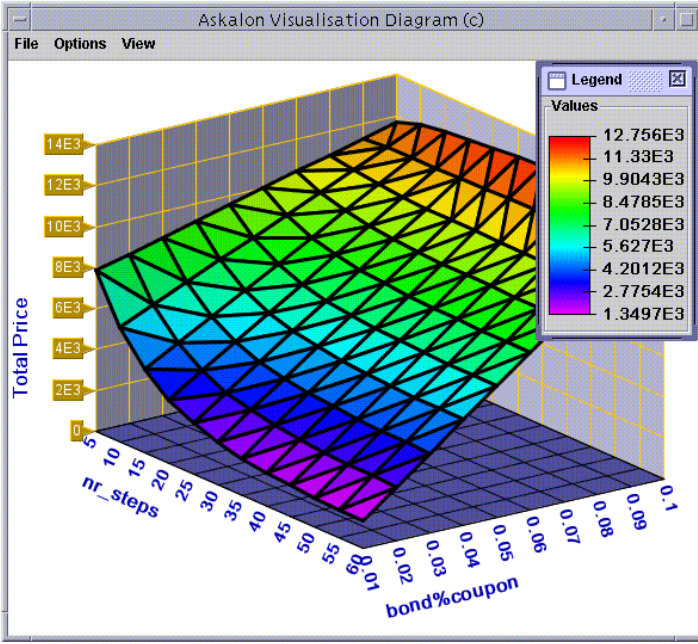 Askalon Visualisation Diagram (c)
File Options View
Legend
Values
12.756E3
11.33E3
9.9043E3
8.4785E3
7.0528E3
5.627E3
4.2012E3
2.7754E3
1.3497E3
14E3
12E3
10E3
8E3
6E3
4E3
2E3
0
Total Price
5
10
15
20
25
30
35
40
45
50
55
60
nr_steps
0.01
0.02
0.03
0.04
0.05
0.06
0.07
0.08
0.09
0.1
bond%coupon